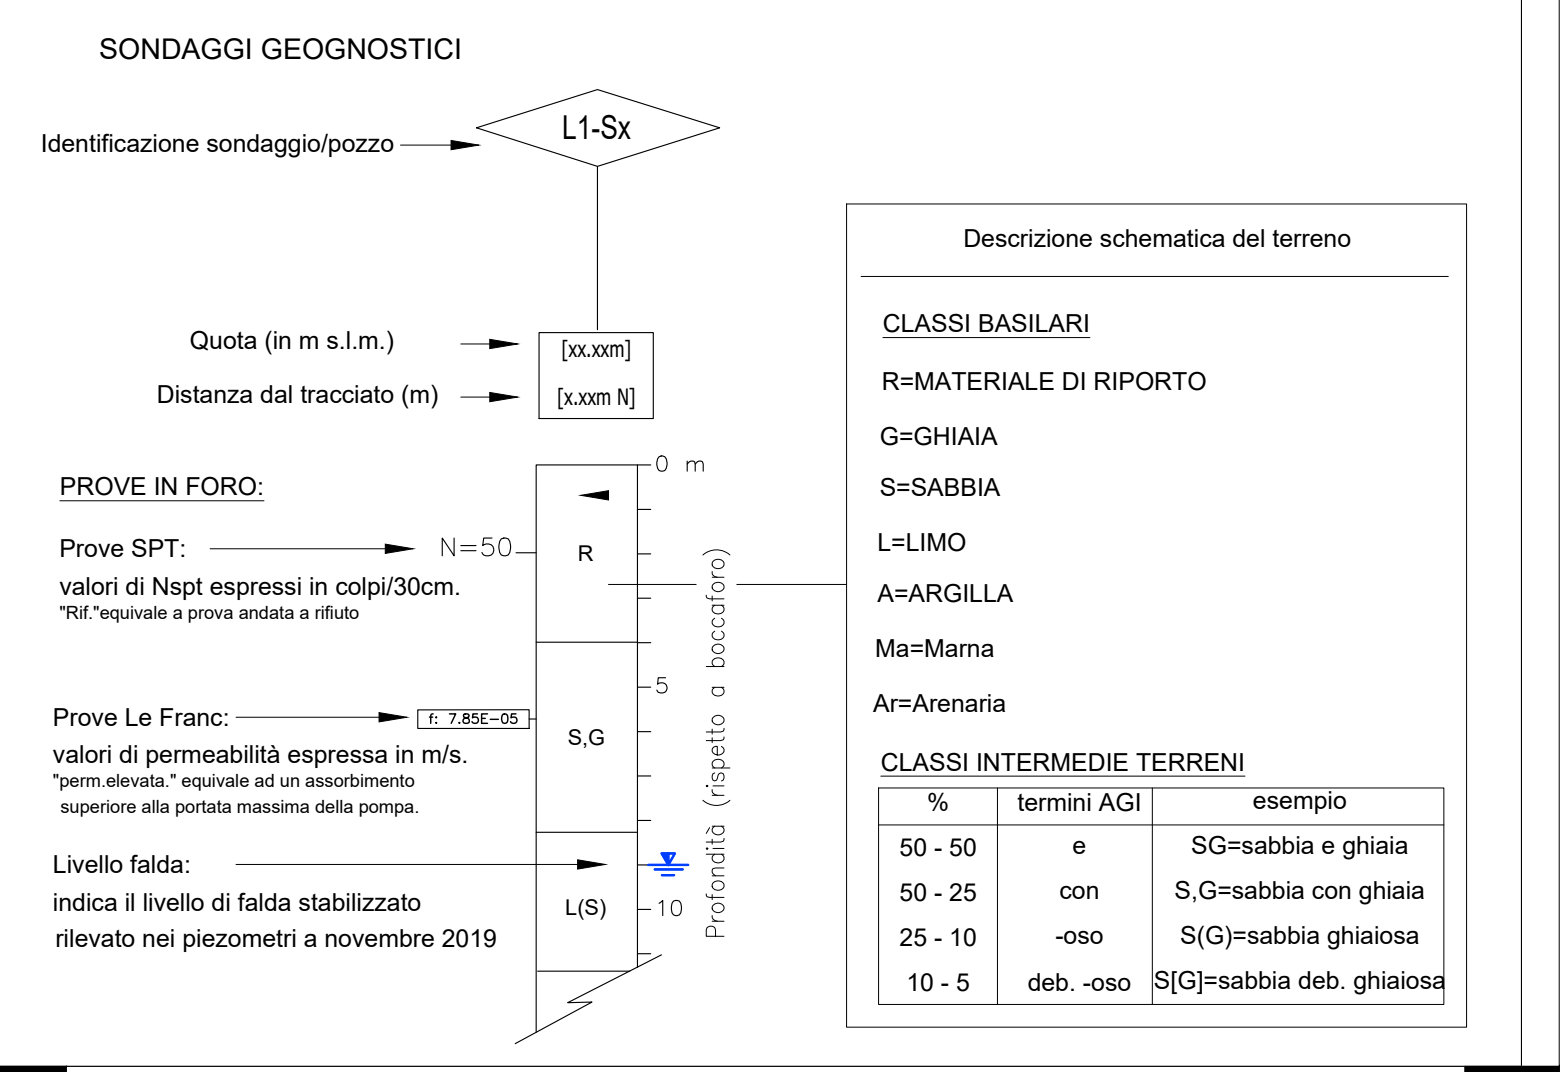 SONDAGGI GEOGNOSTICI
L1-Sx
Identificazione sondaggio/pozzo
Quota (in m s.l.m.)
[xx.xxm]
Distanza dal tracciato (m)
[x.xxm N]
PROVE IN FORO:
Prove SPT:
N=50
valori di Nspt espressi in colpi/30cm.
"Rif."equivale a prova andata a rifiuto
Prove Le Franc:
f: 7.85E-05
valori di permeabilità espressa in m/s.
"perm.elevata." equivale ad un assorbimento
superiore alla portata massima della pompa.
Livello falda:
indica il livello di falda stabilizzato
rilevato nei piezometri a novembre 2019
R
S,G
L(S)
0 m
5
10
Profondità (rispetto a boccaforo)
Descrizione schematica del terreno
CLASSI BASILARI
R=MATERIALE DI RIPORTO
G=GHIAIA
S=SABBIA
L=LIMO
A=ARGILLA
Ma=Marna
Ar=Arenaria
CLASSI INTERMEDIE TERRENI
% termini AGI esempio
50 - 50 e SG=sabbia e ghiaia
50 - 25 con S,G=sabbia con ghiaia
25 - 10 -oso S(G)=sabbia ghiaiosa
10 - 5 deb. -oso S[G]=sabbia deb. ghiaiosa